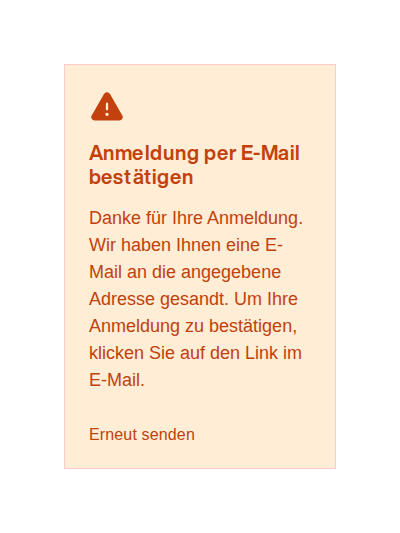 Anmeldung per E-Mail
bestätigen
Danke für Ihre Anmeldung.
Wir haben Ihnen eine E-
Mail an die angegebene
Adresse gesandt. Um Ihre
Anmeldung zu bestätigen,
klicken Sie auf den Link im
E-Mail.
Erneut senden